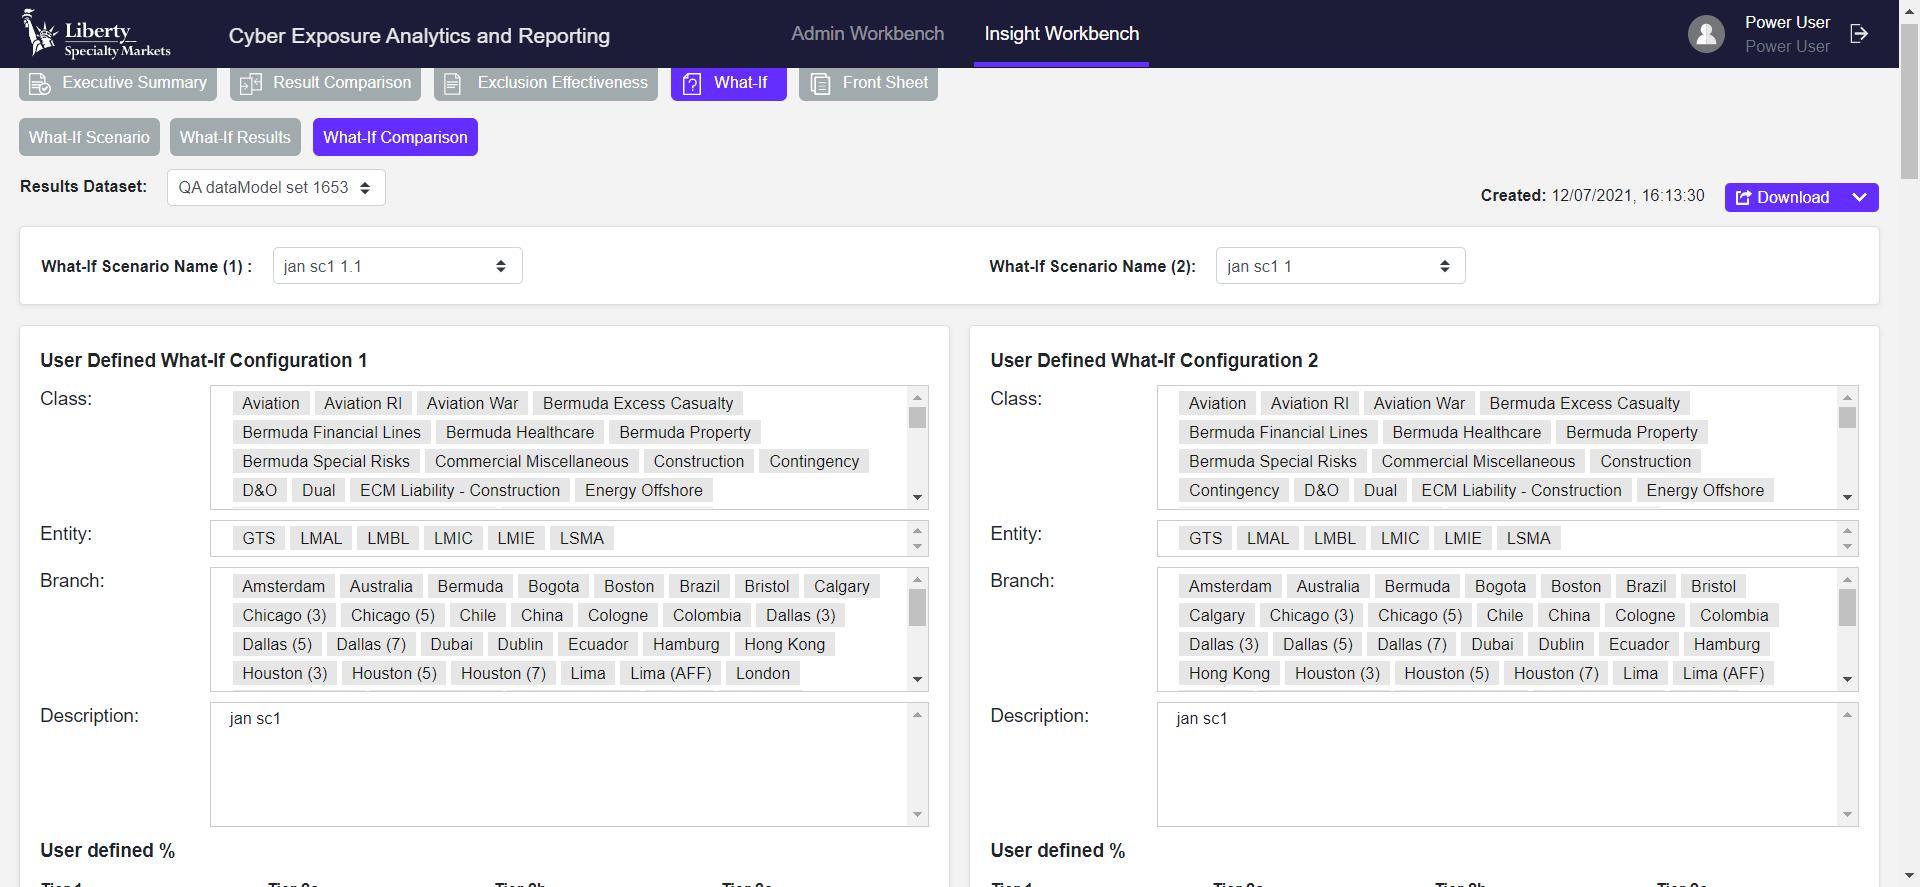 Liberty
Specialty Markets
Cyber Exposure Analytics and Reporting
Admin Workbench
Insight Workbench
Power User
Power User
Executive Summary
Result Comparison
Exclusion Effectiveness
What-If
Front Sheet
What-If Scenario
What-If Results
What-If Comparison
Results Dataset:
QA dataModel set 1653
Created: 12/07/2021, 16:13:30
Download
What-If Scenario Name (1) :
jan sc1 1.1
What-If Scenario Name (2):
jan sc1 1
User Defined What-If Configuration 1
Class:
Aviation Aviation RI Aviation War Bermuda Excess Casualty
Bermuda Financial Lines Bermuda Healthcare Bermuda Property
Bermuda Special Risks Commercial Miscellaneous Construction Contingency
D&O Dual ECM Liability - Construction Energy Offshore
Entity:
GTS LMAL LMBL LMIC LMIE LSMA
Branch:
Amsterdam Australia Bermuda Bogota Boston Brazil Bristol Calgary
Chicago (3) Chicago (5) Chile China Cologne Colombia Dallas (3)
Dallas (5) Dallas (7) Dubai Dublin Ecuador Hamburg Hong Kong
Houston (3) Houston (5) Houston (7) Lima Lima (AFF) London
Description:
jan sc1
User defined %
Tier 1 Tier 2a Tier 2b
User Defined What-If Configuration 2
Class:
Aviation Aviation RI Aviation War Bermuda Excess Casualty
Bermuda Financial Lines Bermuda Healthcare Bermuda Property
Bermuda Special Risks Commercial Miscellaneous Construction
Contingency D&O Dual ECM Liability - Construction Energy Offshore
Entity:
GTS LMAL LMBL LMIC LMIE LSMA
Branch:
Amsterdam Australia Bermuda Bogota Boston Brazil Bristol
Calgary Chicago (3) Chicago (5) Chile China Cologne Colombia
Dallas (3) Dallas (5) Dallas (7) Dubai Dublin Ecuador Hamburg
Hong Kong Houston (3) Houston (5) Houston (7) Lima Lima (AFF)
Description:
jan sc1
User defined %
Tier 1 Tier 2a Tier 2b